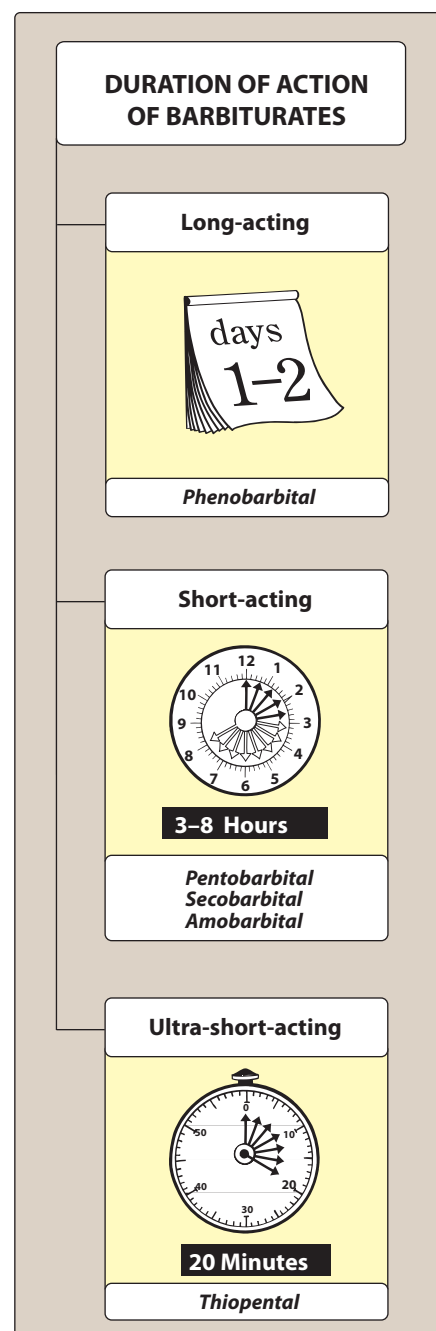 DURATION OF ACTION
OF BARBITURATES
Long-acting
days
1–2
Phenobarbital
Short-acting
12
1
2
3
4
5
6
7
8
9
10
11
3–8 Hours
Pentobarbital
Secobarbital
Amobarbital
Ultra-short-acting
0
10
20
30
40
50
20 Minutes
Thiopental